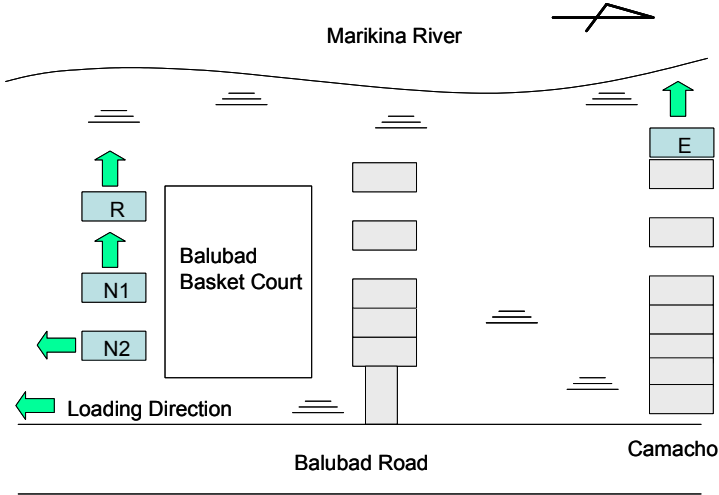 Marikina River
E
R
Balubad
Basket Court
N1
N2
Loading Direction
Camacho
Balubad Road